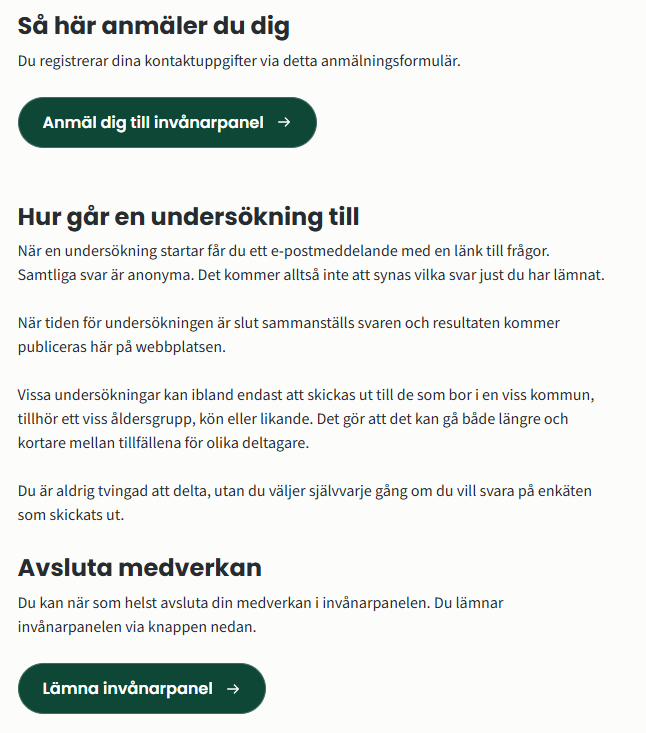 Så här anmäler du dig
Du registrerar dina kontaktuppgifter via detta anmälningsformulär.
Anmäl dig till invånarpanel →
Hur går en undersökning till
När en undersökning startar får du ett e-postmeddelande med en länk till frågor.
Samtliga svar är anonyma. Det kommer alltså inte att synas vilka svar just du har lämnat.
När tiden för undersökningen är slut sammanställs svaren och resultaten kommer
publiceras här på webbplatsen.
Vissa undersökningar kan ibland endast att skickas ut till de som bor i en viss kommun,
tillhör ett viss åldersgrupp, kön eller likande. Det gör att det kan gå både längre och
kortare mellan tillfällena för olika deltagare.
Du är aldrig tvingad att delta, utan du väljer självvarje gång om du vill svara på enkäten
som skickats ut.
Avsluta medverkan
Du kan när som helst avsluta din medverkan i invånarpanelen. Du lämnar
invånarpanelen via knappen nedan.
Lämna invånarpanel →